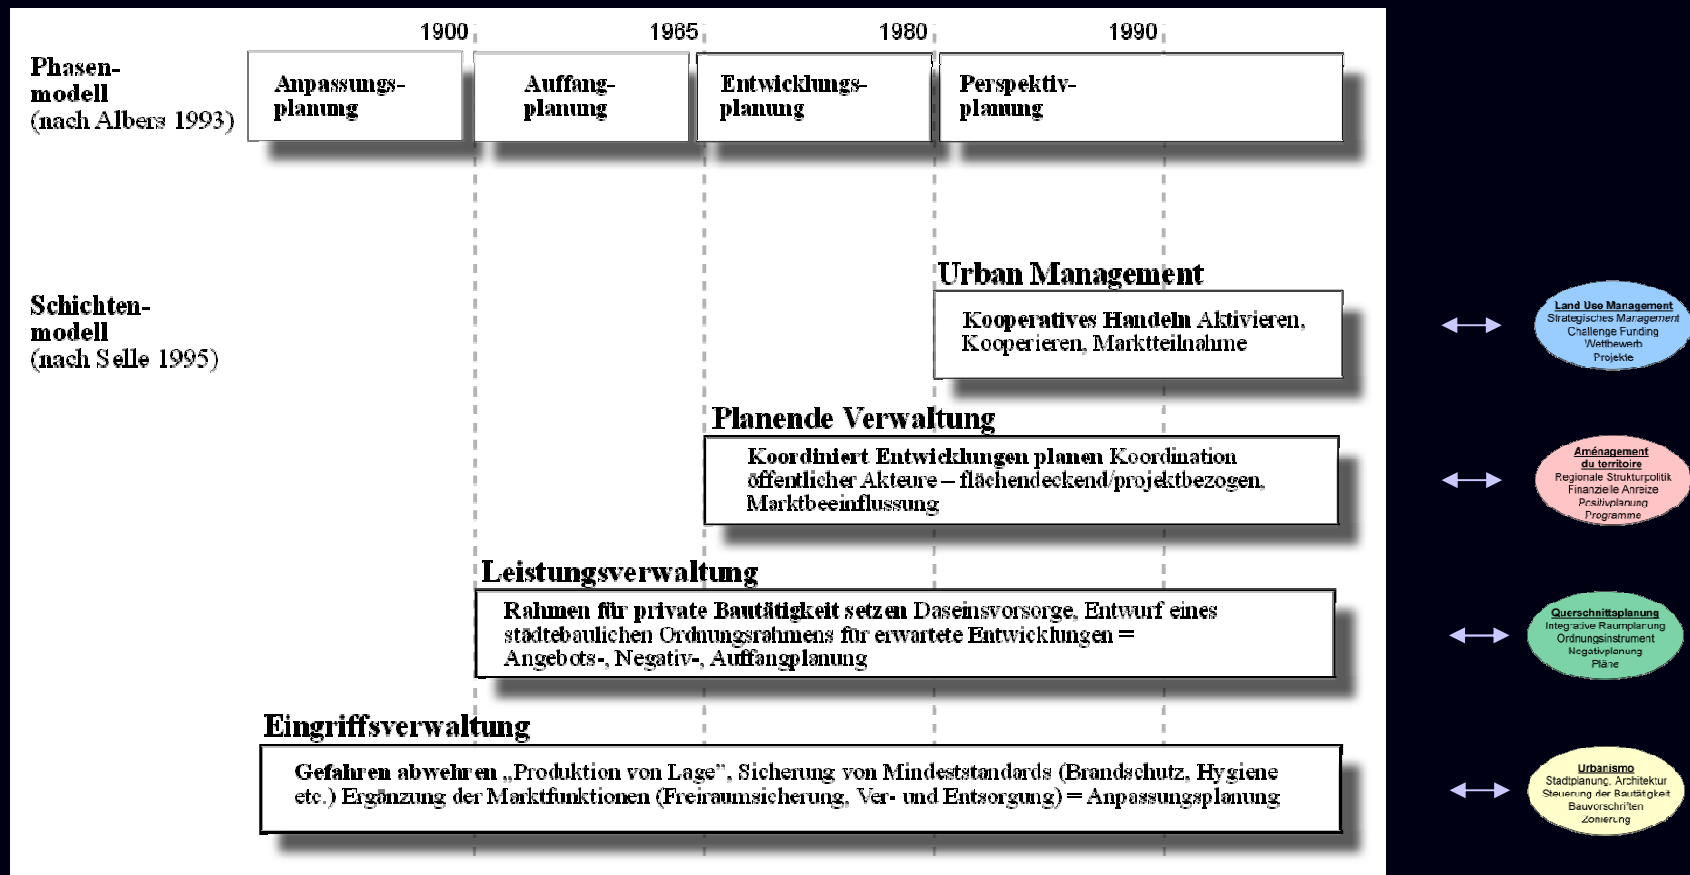 1900
1965
1980
1990
Phasen-
modell
(nach Albers 1993)
Anpassungs-
planung
Auffang-
planung
Entwicklungs-
planung
Perspektiv-
planung
Schichten-
modell
(nach Selle 1995)
Urban Management
Kooperatives Handeln Aktivieren,
Kooperieren, Marktteilnahme
Land Use Management
Strategisches Management
Challenge Funding
Wettbewerb
Projekte
Planende Verwaltung
Koordiniert Entwicklungen planen Koordination
öffentlicher Akteure – flächendeckend/projektbezogen,
Marktbeeinflussung
Aménagement
du territoire
Regionale Strukturpolitik
Finanzielle Anreize
Positivplanung
Programme
Leistungsverwaltung
Rahmen für private Bautätigkeit setzen Daseinsvorsorge, Entwurf eines
städtebaulichen Ordnungsrahmens für erwartete Entwicklungen =
Angebots-, Negativ-, Auffangplanung
Querschnittsplanung
Integrative Raumplanung
Ordnungsinstrument
Negativplanung
Pläne
Eingriffsverwaltung
Gefahren abwehren „Produktion von Lage”, Sicherung von Mindeststandards (Brandschutz, Hygiene
etc.) Ergänzung der Marktfunktionen (Freiraumsicherung, Ver- und Entsorgung) = Anpassungsplanung
Urbanismo
Stadtplanung, Architektur
Steuerung der Bautätigkeit
Bauvorschriften
Zonierung